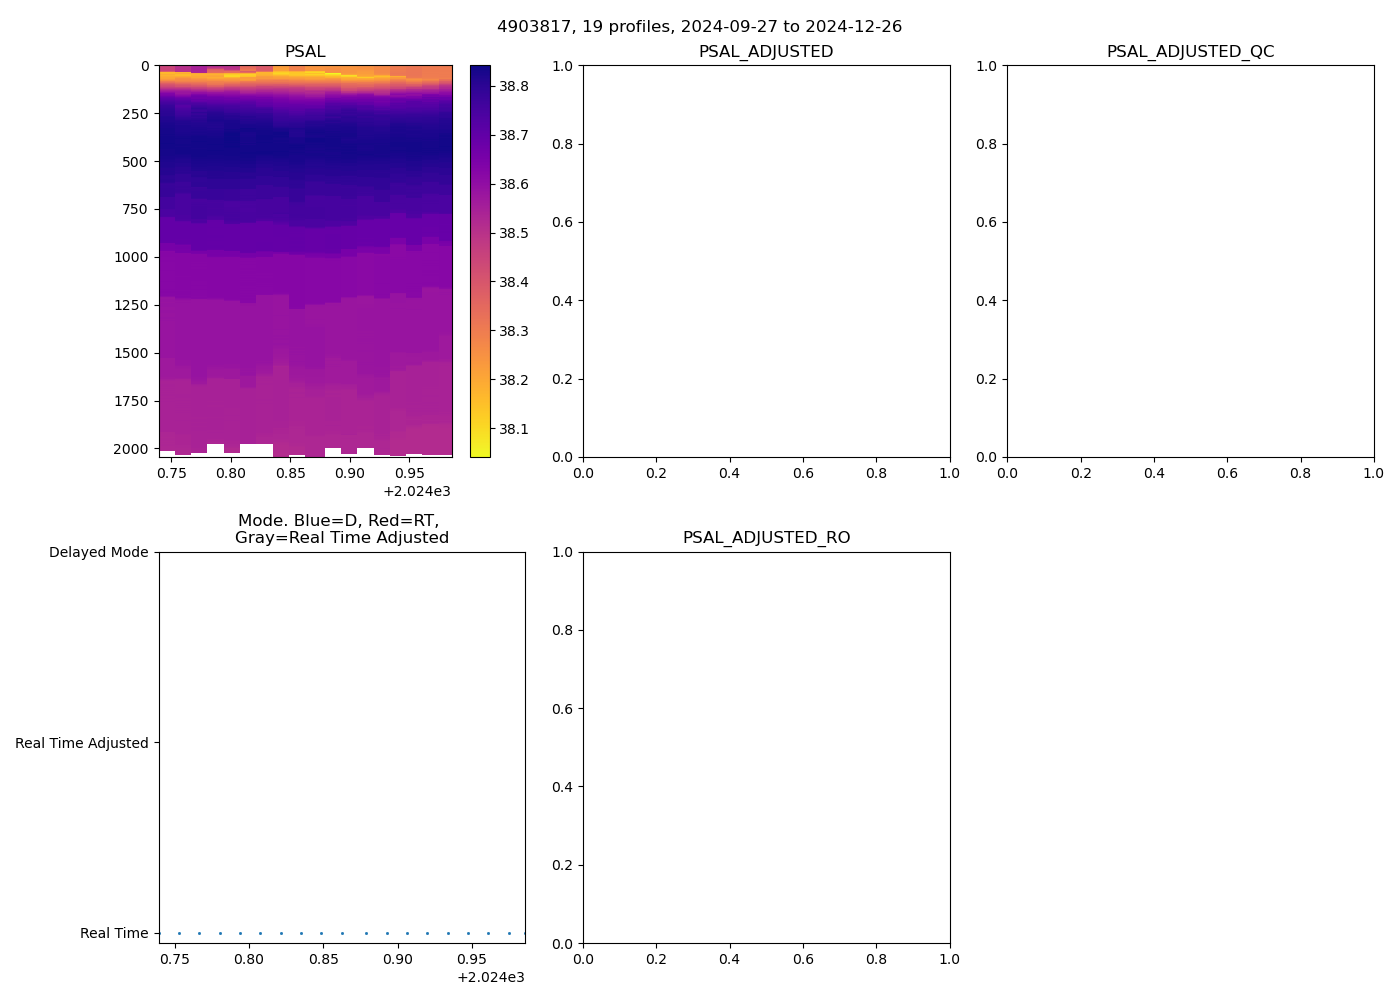 4903817, 19 profiles, 2024-09-27 to 2024-12-26
PSAL
0
250
500
750
1000
1250
1500
1750
2000
0.75 0.80 0.85 0.90 0.95
+2.024e3
38.8
38.7
38.6
38.5
38.4
38.3
38.2
38.1
PSAL_ADJUSTED
1.0
0.8
0.6
0.4
0.2
0.0
0.0 0.2 0.4 0.6 0.8 1.0
PSAL_ADJUSTED_QC
1.0
0.8
0.6
0.4
0.2
0.0
0.0 0.2 0.4 0.6 0.8 1.0
Mode. Blue=D, Red=RT,
Gray=Real Time Adjusted
Delayed Mode
Real Time Adjusted
Real Time
0.75 0.80 0.85 0.90 0.95
+2.024e3
PSAL_ADJUSTED_RO
1.0
0.8
0.6
0.4
0.2
0.0
0.0 0.2 0.4 0.6 0.8 1.0